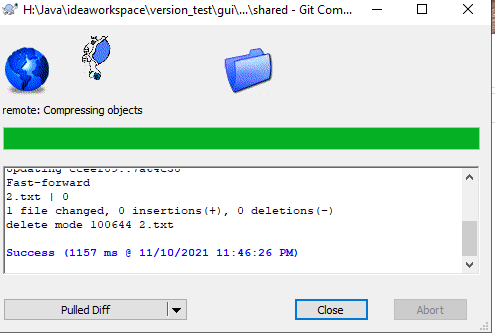 H:\Java\ideaworkspace\version_test\gui\...\shared - Git Com...
remote: Compressing objects
Fast-forward
2.txt | 0
1 file changed, 0 insertions(+), 0 deletions(-)
delete mode 100644 2.txt
Success (1157 ms @ 11/10/2021 11:46:26 PM)
Pulled Diff
Close
Abort